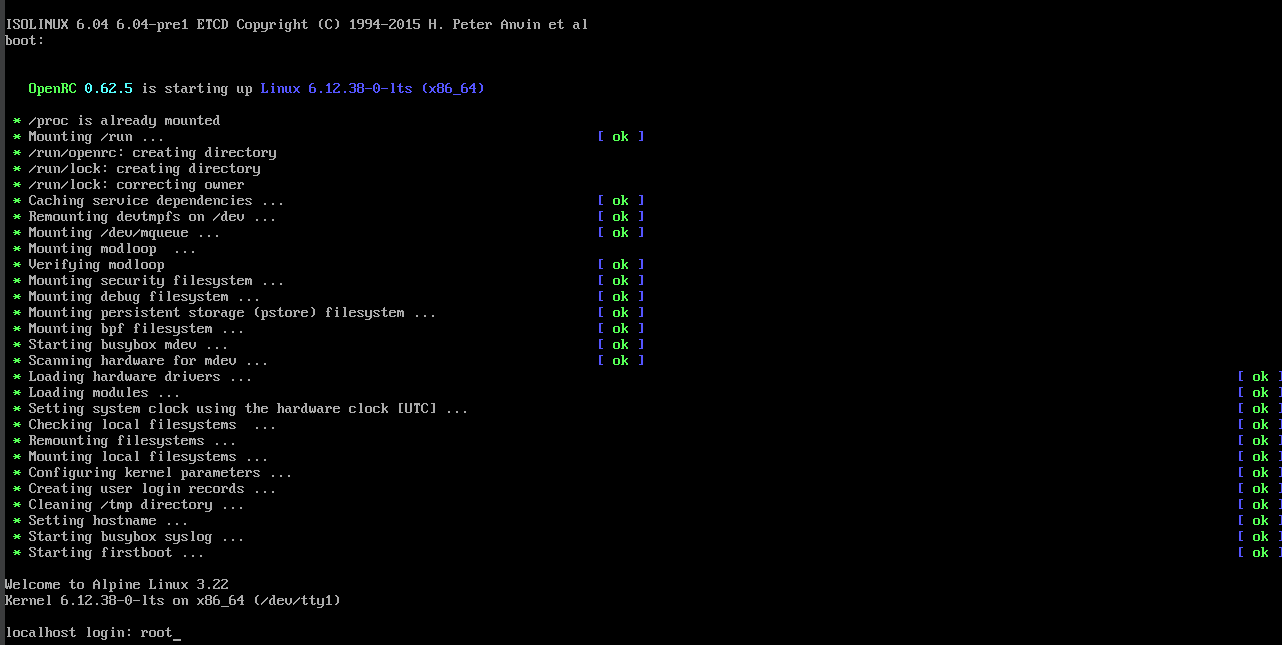 ISOLINUX 6.04 6.04-pre1 ETCD Copyright (C) 1994-2015 H. Peter Anvin et al
boot:
OpenRC 0.62.5 is starting up Linux 6.12.38-0-lts (x86_64)
* /proc is already mounted
* Mounting /run ... [ ok ]
* /run/openrc: creating directory
* /run/lock: creating directory
* /run/lock: correcting owner
* Caching service dependencies ... [ ok ]
* Remounting devtmpfs on /dev ... [ ok ]
* Mounting /dev/mqueue ... [ ok ]
* Mounting modloop  ...
* Verifying modloop [ ok ]
* Mounting security filesystem ... [ ok ]
* Mounting debug filesystem ... [ ok ]
* Mounting persistent storage (pstore) filesystem ... [ ok ]
* Mounting bpf filesystem ... [ ok ]
* Starting busybox mdev ... [ ok ]
* Scanning hardware for mdev ... [ ok ]
* Loading hardware drivers ... [ ok ]
* Loading modules ... [ ok ]
* Setting system clock using the hardware clock [UTC] ... [ ok ]
* Checking local filesystems  ... [ ok ]
* Remounting filesystems ... [ ok ]
* Mounting local filesystems ... [ ok ]
* Configuring kernel parameters ... [ ok ]
* Creating user login records ... [ ok ]
* Cleaning /tmp directory ... [ ok ]
* Setting hostname ... [ ok ]
* Starting busybox syslog ... [ ok ]
* Starting firstboot ... [ ok ]
Welcome to Alpine Linux 3.22
Kernel 6.12.38-0-lts on x86_64 (/dev/tty1)
localhost login: root_